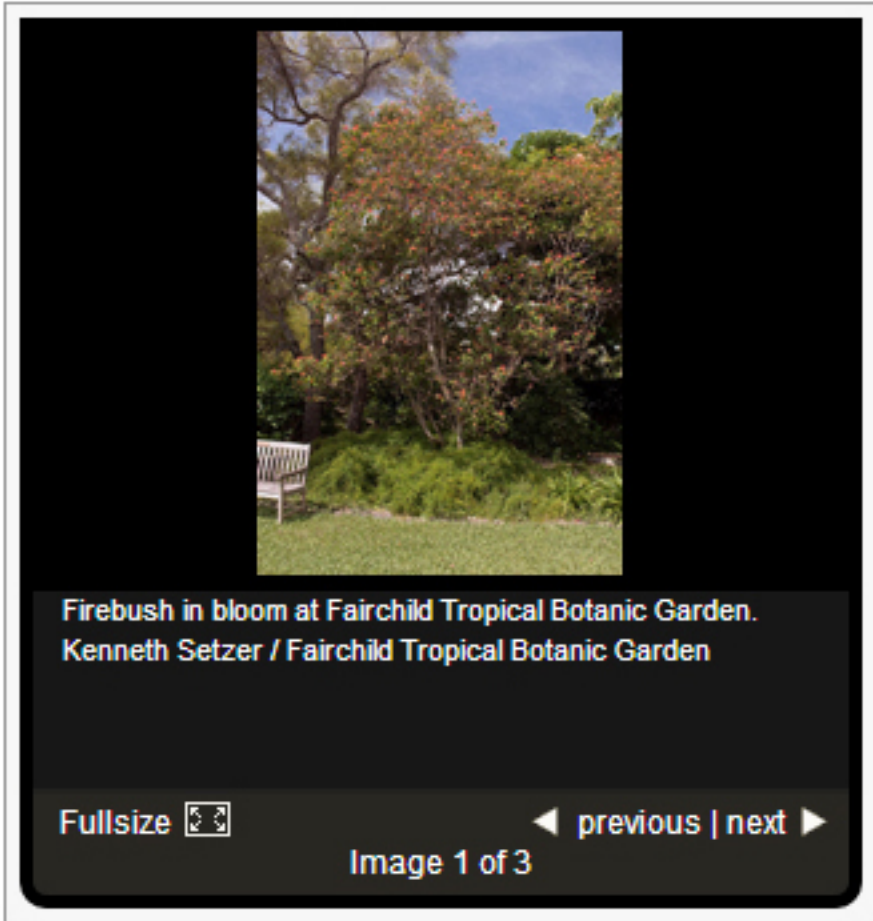 Firebush in bloom at Fairchild Tropical Botanic Garden.
Kenneth Setzer / Fairchild Tropical Botanic Garden
Fullsize
previous | next
Image 1 of 3